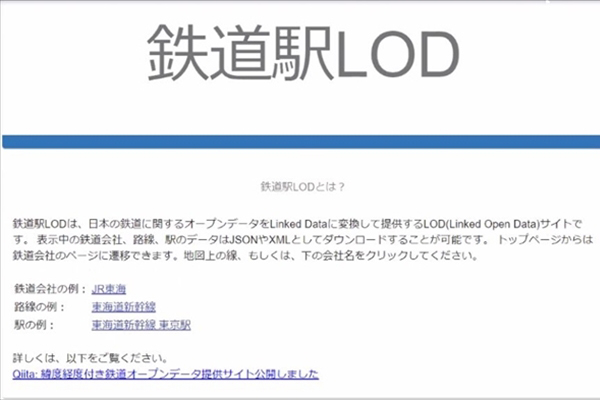 鉄道駅LOD
鉄道駅LODとは？
鉄道駅LODは、日本の鉄道に関するオープンデータをLinked Dataに変換して提供するLOD(Linked Open Data)サイトで
す。 表示中の鉄道会社、路線、駅のデータはJSONやXMLとしてダウンロードすることが可能です。 トップページからは
鉄道会社のページに遷移できます。地図上の線、もしくは、下の会社名をクリックしてください。
鉄道会社の例： JR東海
路線の例： 東海道新幹線
駅の例： 東海道新幹線 東京駅
詳しくは、以下をご覧ください。
Qiita: 緯度経度付き鉄道オープンデータ提供サイト公開しました